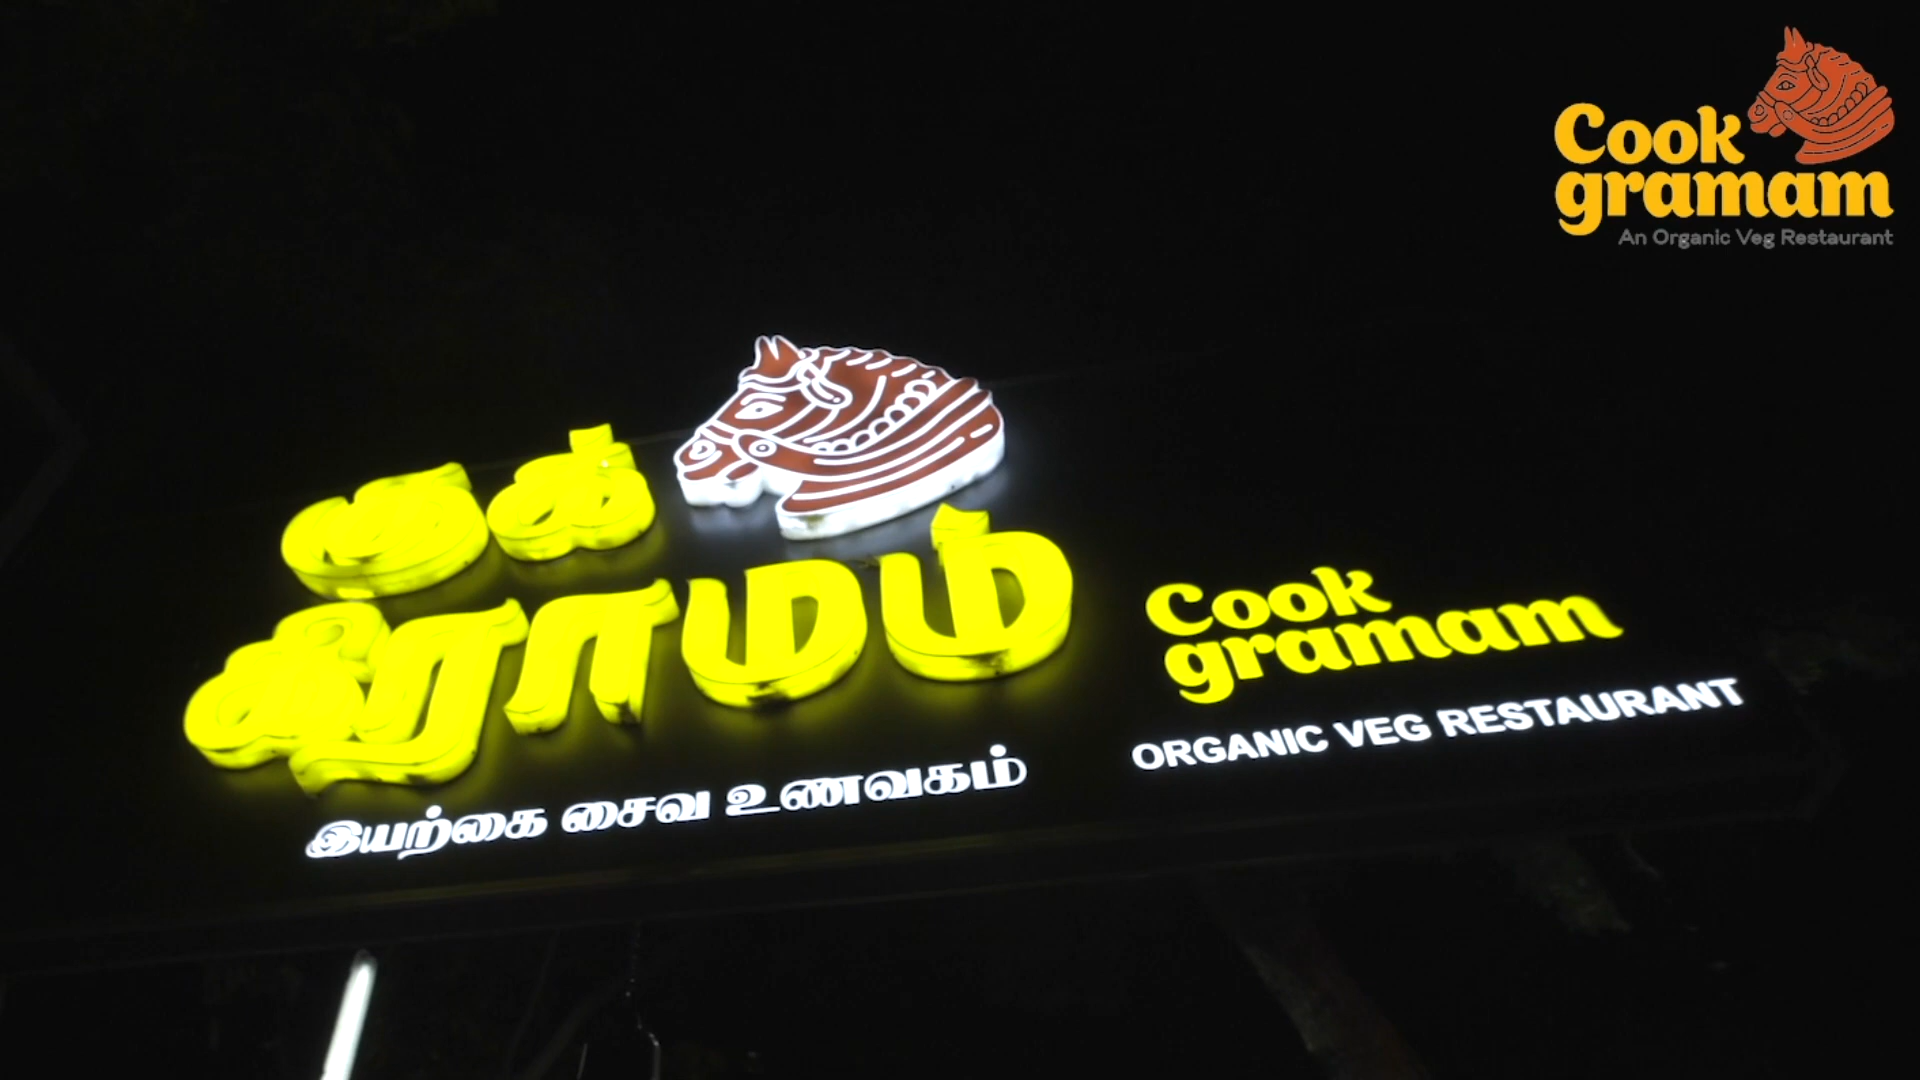 Cook
gramam
An Organic Veg Restaurant
குக்
கிராமம்
இயற்கை சைவ உணவகம்
Cook
gramam
ORGANIC VEG RESTAURANT